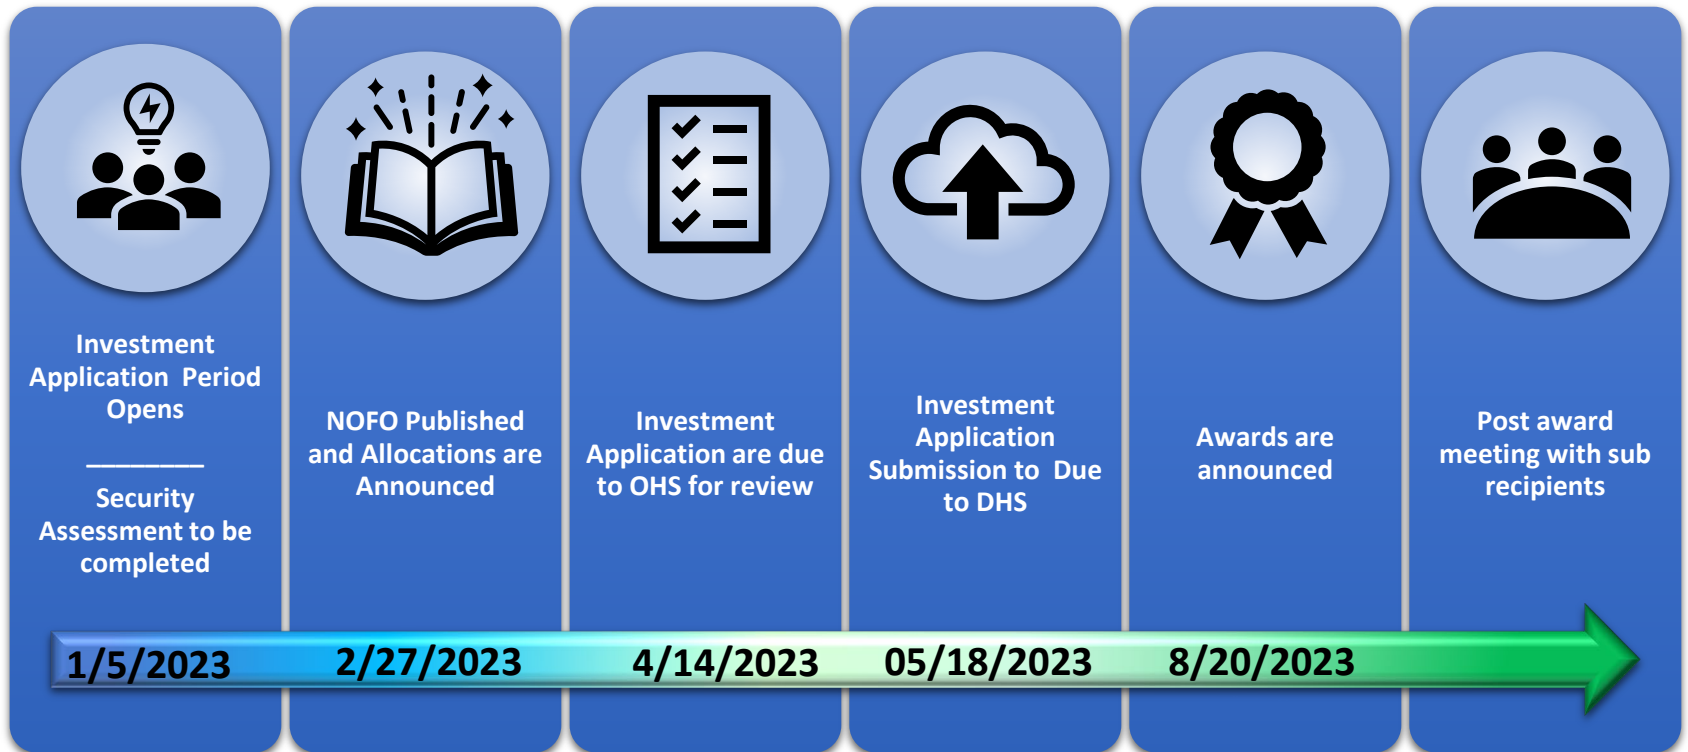 Investment
Application Period
Opens
________
Security
Assessment to be
completed
NOFO Published
and Allocations are
Announced
Investment
Application are due
to OHS for review
Investment
Application
Submission to Due
to DHS
Awards are
announced
Post award
meeting with sub
recipients
1/5/2023
2/27/2023
4/14/2023
05/18/2023
8/20/2023